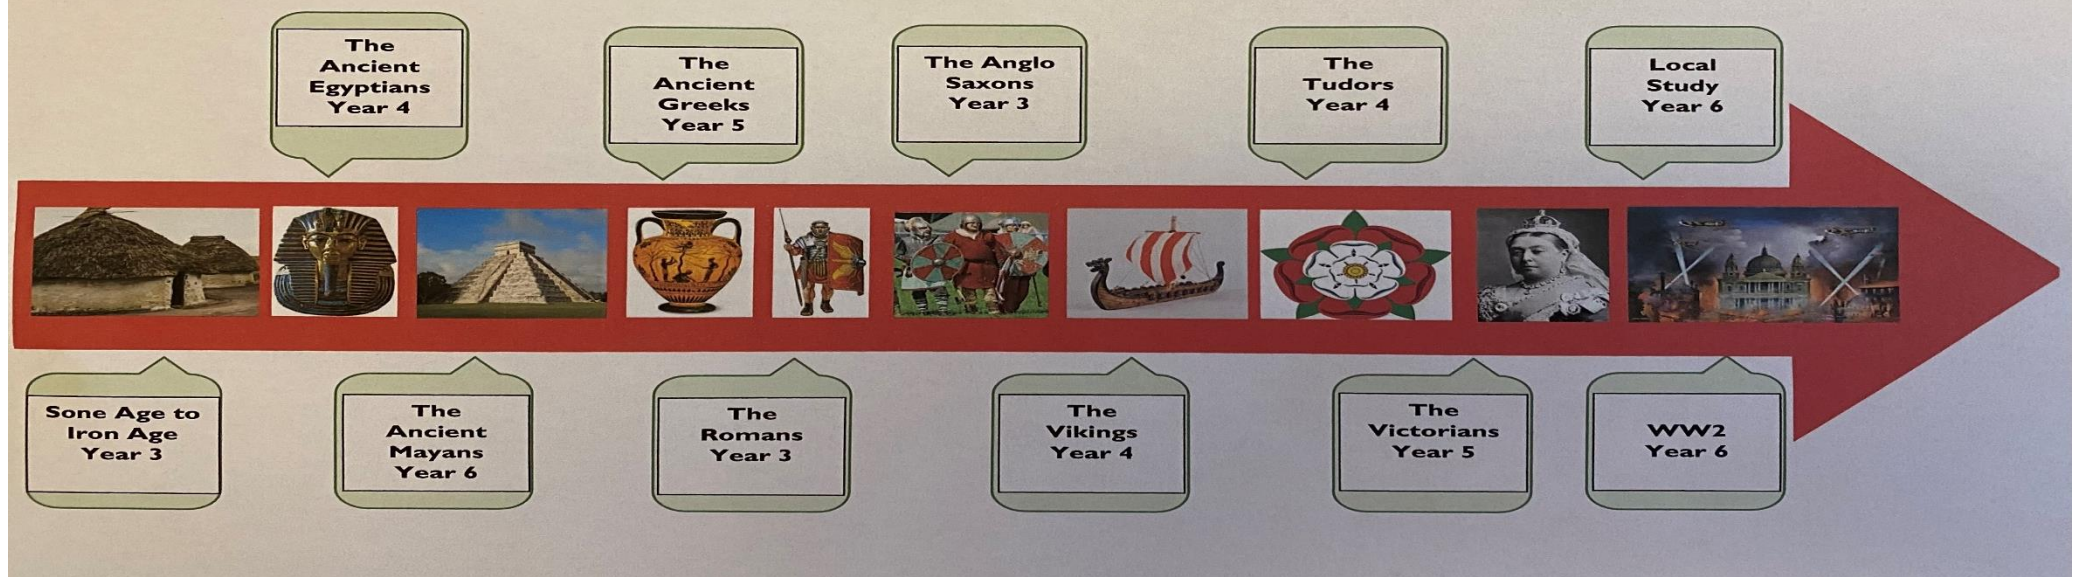 The
Ancient
Egyptians
Year 4
The
Ancient
Greeks
Year 5
The Anglo
Saxons
Year 3
The
Tudors
Year 4
Local
Study
Year 6
Sone Age to
Iron Age
Year 3
The
Ancient
Mayans
Year 6
The
Romans
Year 3
The
Vikings
Year 4
The
Victorians
Year 5
WW2
Year 6